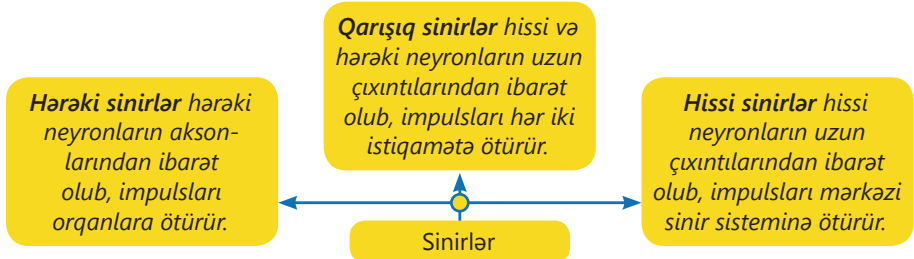 Qarışıq sinirlər hissi və
hərəki neyronların uzun
çıxıntılarından ibarət
olub, impulsları hər iki
istiqamətə ötürür.
Hərəki sinirlər hərəki
neyronların akson-
larından ibarət
olub, impulsları
orqanlara ötürür.
Hissi sinirlər hissi
neyronların uzun
çıxıntılarından ibarət
olub, impulsları mərkəzi
sinir sisteminə ötürür.
Sinirlər